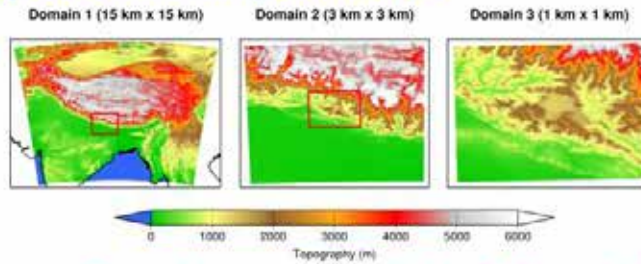 Domain 1 (15 km x 15 km) Domain 2 (3 km x 3 km) Domain 3 (1 km x 1 km)
0 1000 2000 3000 4000 5000 6000
Topography (m)